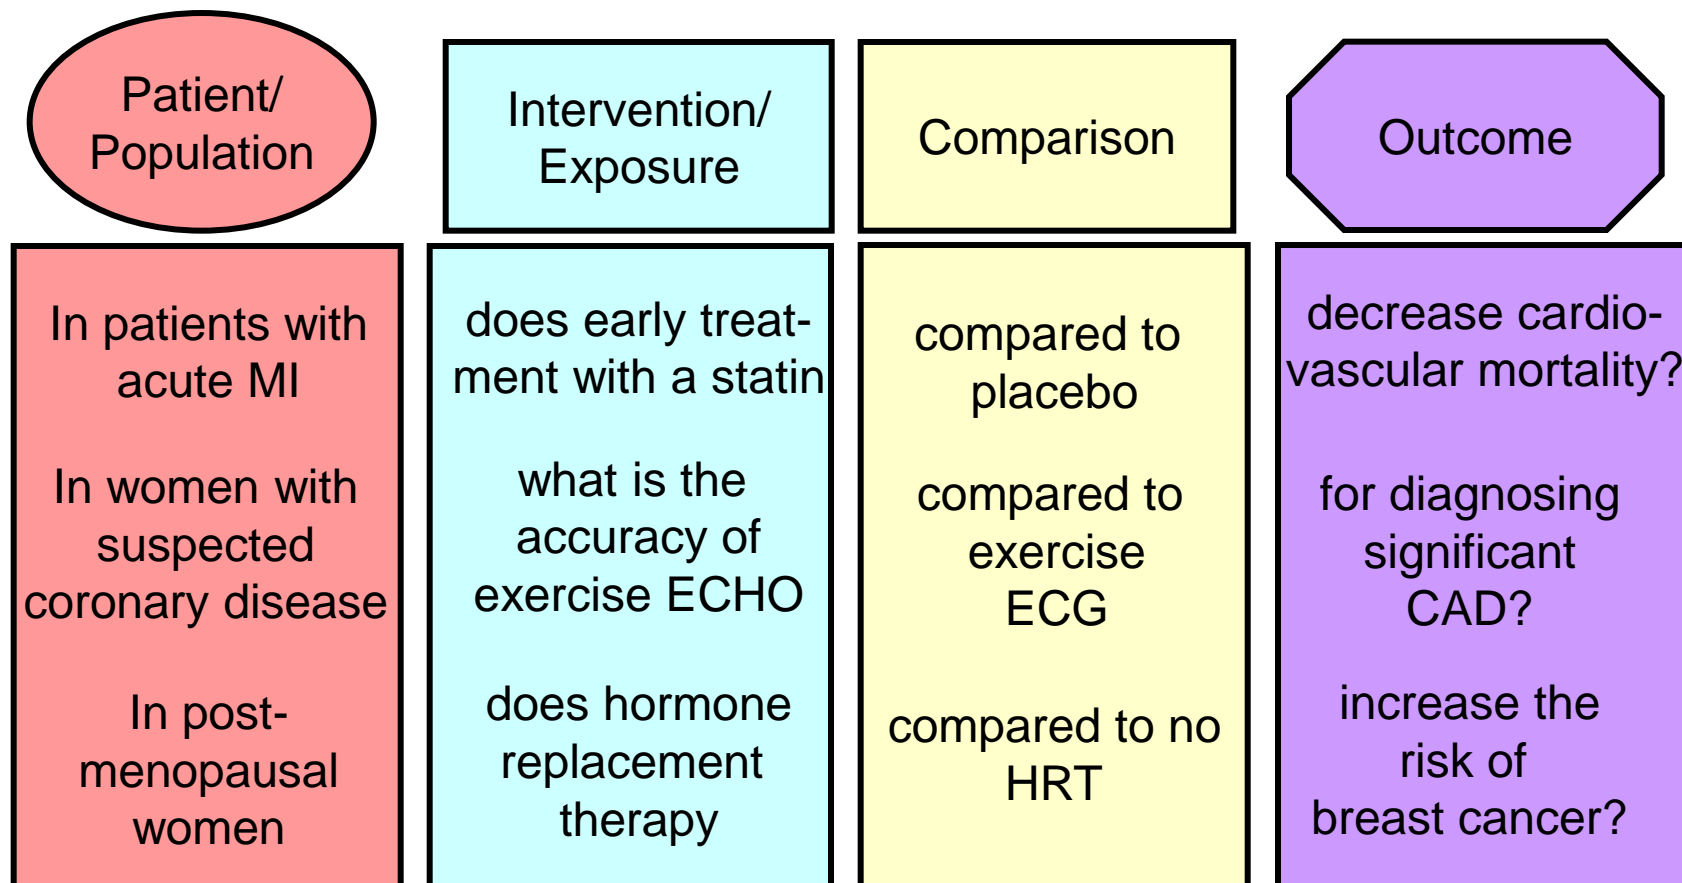 Patient/
Population
Intervention/
Exposure
Comparison
Outcome
In patients with
acute MI
does early treat-
ment with a statin
compared to
placebo
decrease cardio-
vascular mortality?
In women with
suspected
coronary disease
what is the
accuracy of
exercise ECHO
compared to
exercise
ECG
for diagnosing
significant
CAD?
In post-
menopausal
women
does hormone
replacement
therapy
compared to no
HRT
increase the
risk of
breast cancer?